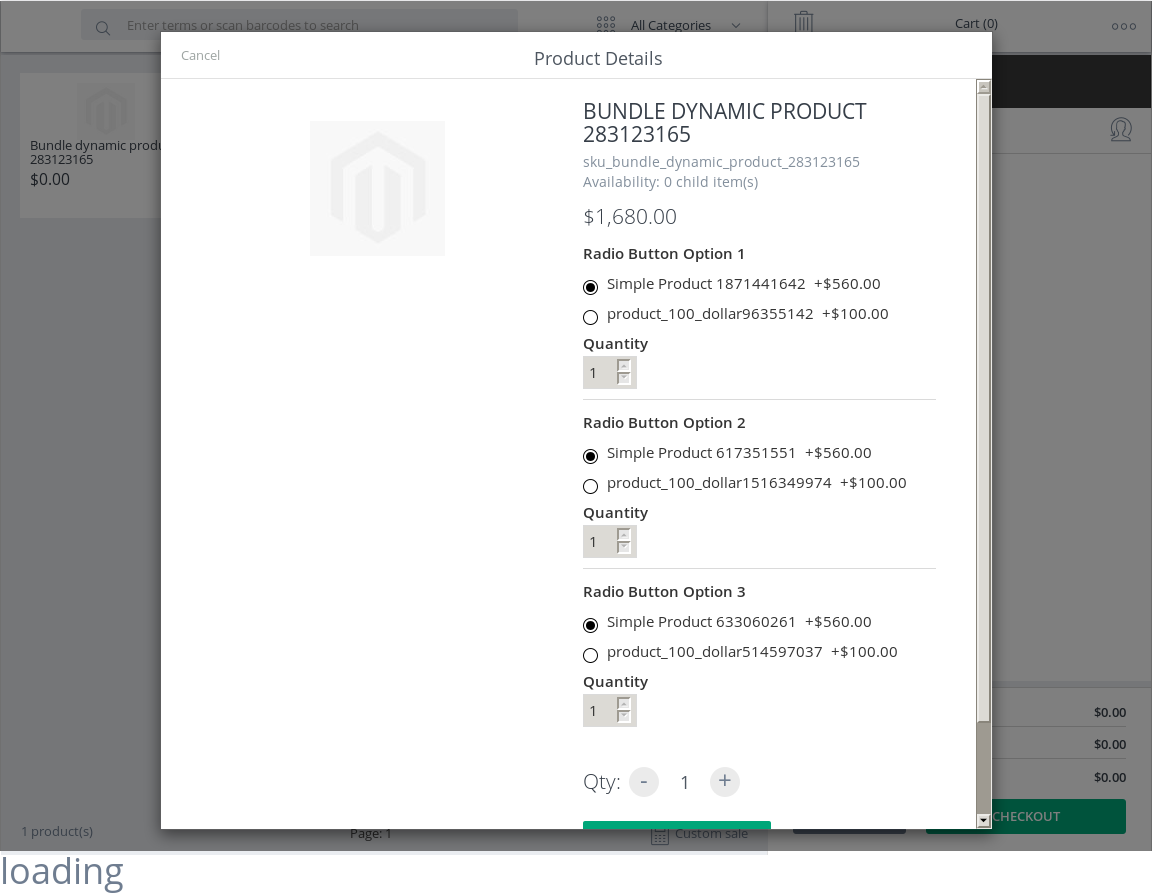 Enter terms or scan barcodes to search
All Categories
Cart (0)
Cancel
Product Details
Bundle dynamic produ
283123165
$0.00
BUNDLE DYNAMIC PRODUCT
283123165
sku_bundle_dynamic_product_283123165
Availability: 0 child item(s)
$1,680.00
Radio Button Option 1
Simple Product 1871441642 +$560.00
product_100_dollar96355142 +$100.00
Quantity
1
Radio Button Option 2
Simple Product 617351551 +$560.00
product_100_dollar1516349974 +$100.00
Quantity
1
Radio Button Option 3
Simple Product 633060261 +$560.00
product_100_dollar514597037 +$100.00
Quantity
1
Qty: - 1 +
$0.00
$0.00
$0.00
CHECKOUT
1 product(s)
Page: 1
Custom sale
loading